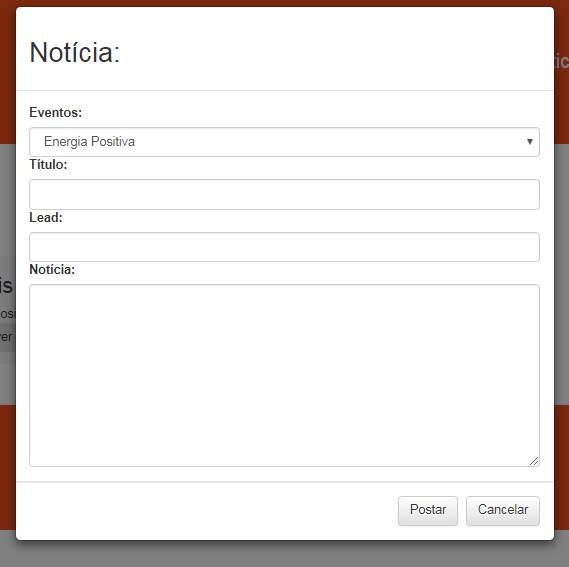 Notícia:
Eventos:
Energia Positiva
Título:
Lead:
Notícia:
Postar Cancelar